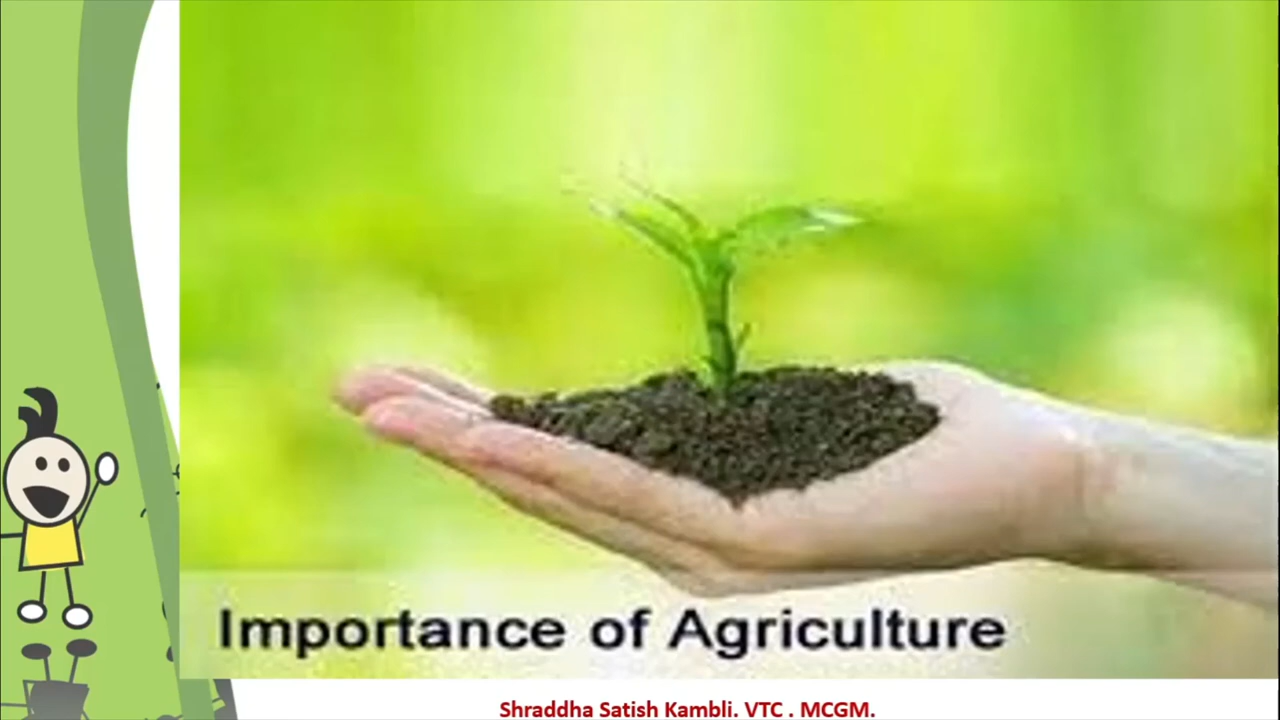 Importance of Agriculture
Shraddha Satish Kambli. VTC . MCGM.